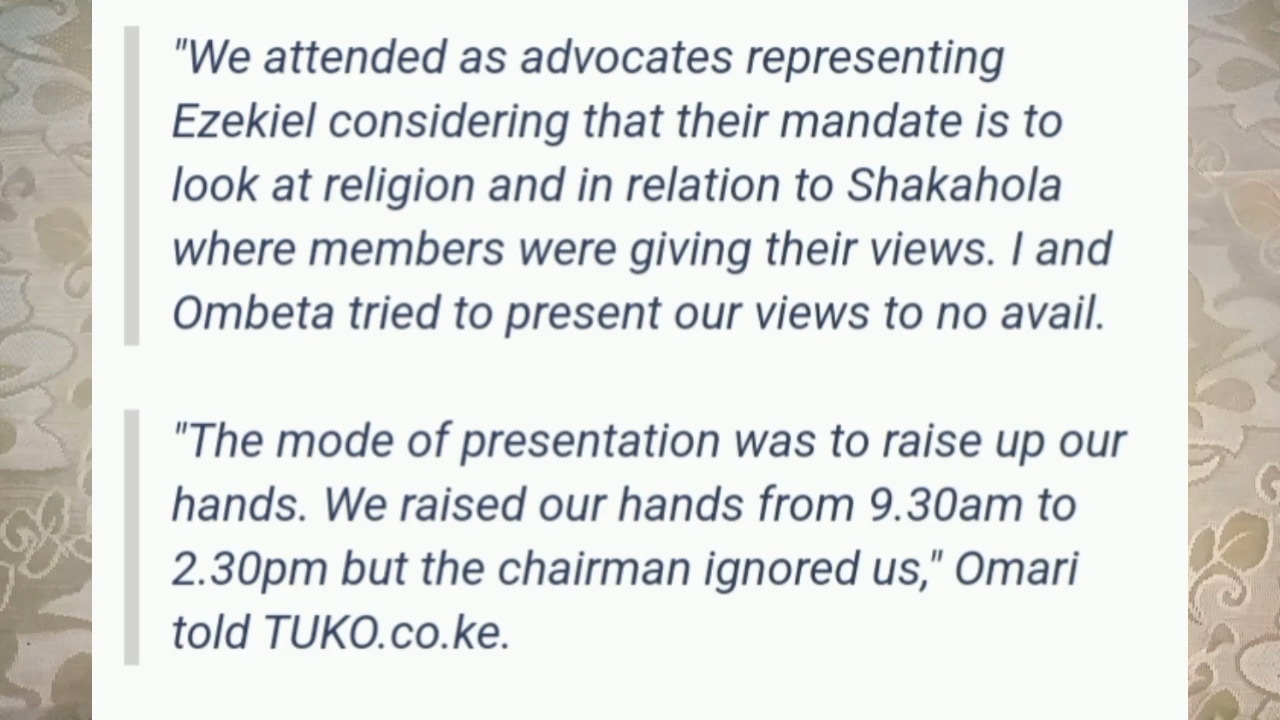 "We attended as advocates representing
Ezekiel considering that their mandate is to
look at religion and in relation to Shakahola
where members were giving their views. I and
Ombeta tried to present our views to no avail.
"The mode of presentation was to raise up our
hands. We raised our hands from 9.30am to
2.30pm but the chairman ignored us," Omari
told TUKO.co.ke.